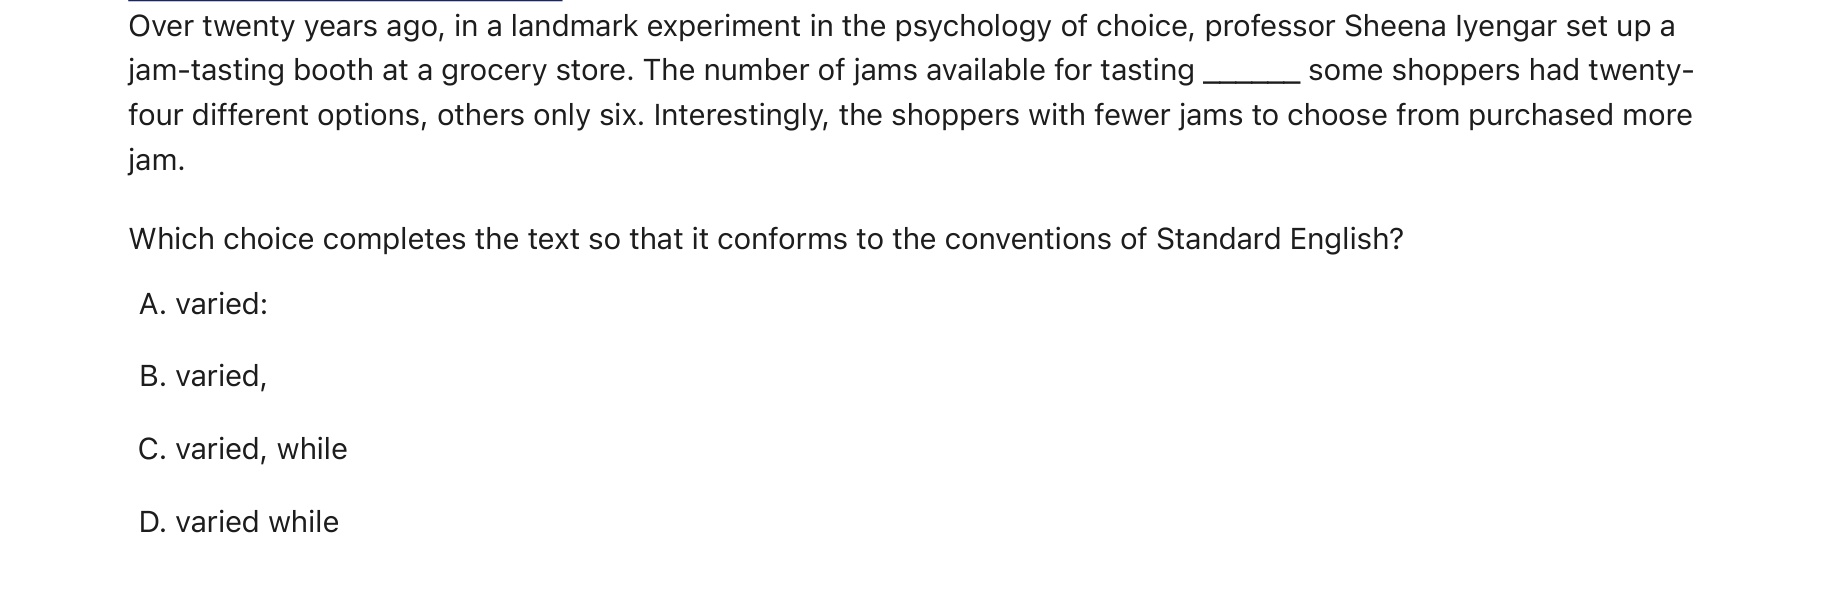 Over twenty years ago, in a landmark experiment in the psychology of choice, professor Sheena Iyengar set up a
jam-tasting booth at a grocery store. The number of jams available for tasting ______ some shoppers had twenty-
four different options, others only six. Interestingly, the shoppers with fewer jams to choose from purchased more
jam.
Which choice completes the text so that it conforms to the conventions of Standard English?
A. varied:
B. varied,
C. varied, while
D. varied while